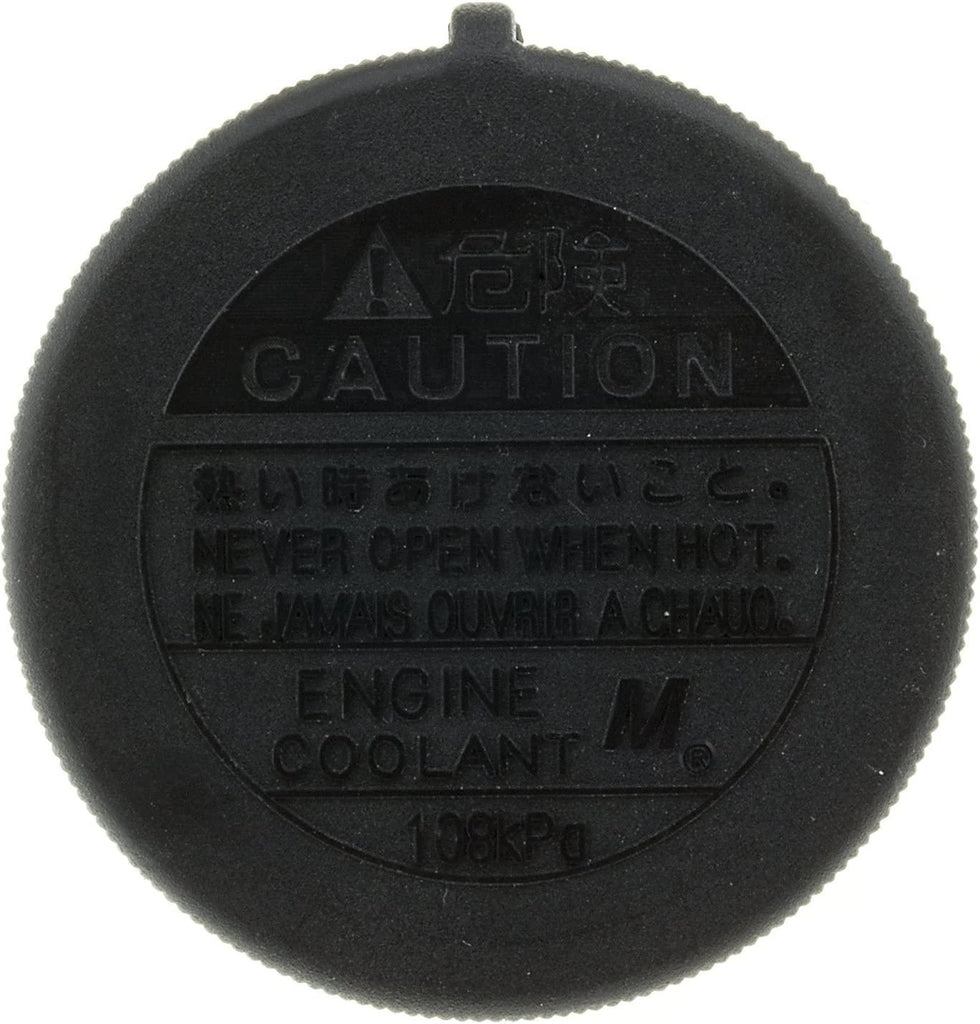 危険
CAUTION
熱い時あけないこと。
NEVER OPEN WHEN HOT.
NE JAMAIS OUVRIR A CHAUD.
ENGINE
COOLANT M®
108kPa